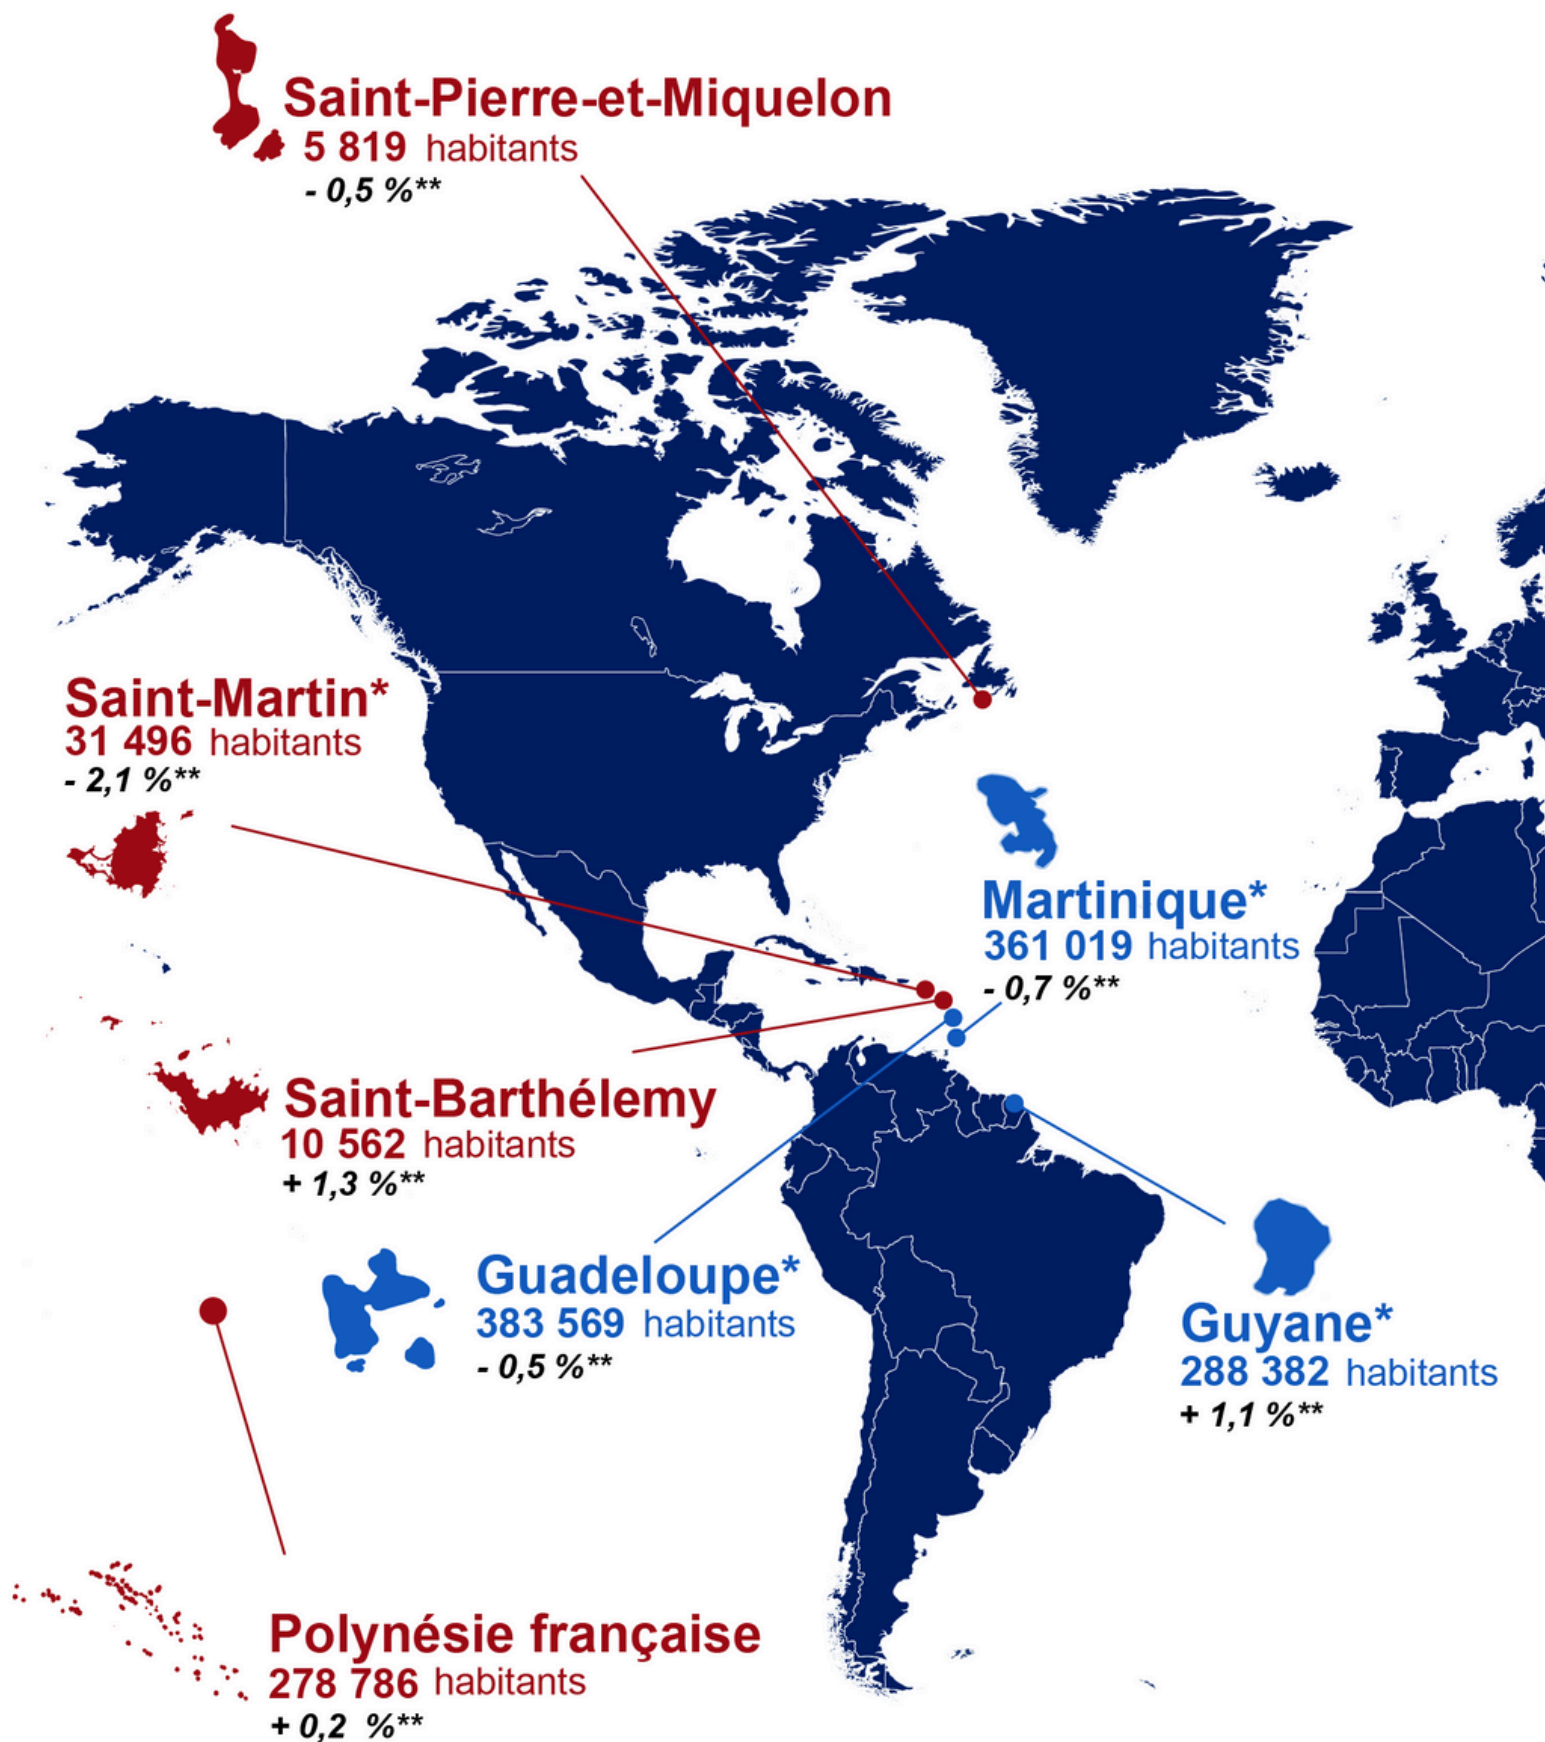 Saint-Pierre-et-Miquelon
5 819 habitants
- 0,5 %**
Saint-Martin*
31 496 habitants
- 2,1 %**
Martinique*
361 019 habitants
- 0,7 %**
Saint-Barthélemy
10 562 habitants
+ 1,3 %**
Guadeloupe*
383 569 habitants
- 0,5 %**
Guyane*
288 382 habitants
+ 1,1 %**
Polynésie française
278 786 habitants
+ 0,2 %**